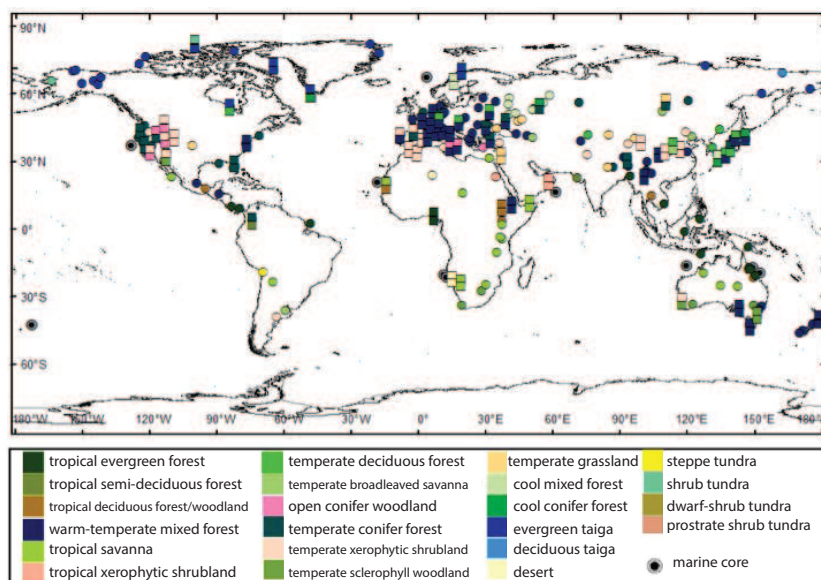 90°N
60°N
30°N
0°
30°S
60°S
180°W 150°W 120°W 90°W 60°W 30°W 0° 30°E 60°E 90°E 120°E 150°E 180°
tropical evergreen forest
tropical semi-deciduous forest
tropical deciduous forest/woodland
warm-temperate mixed forest
tropical savanna
tropical xerophytic shrubland
temperate deciduous forest
temperate broadleaved savanna
open conifer woodland
temperate conifer forest
temperate xerophytic shrubland
temperate sclerophyll woodland
temperate grassland
cool mixed forest
cool conifer forest
evergreen taiga
deciduous taiga
desert
steppe tundra
shrub tundra
dwarf-shrub tundra
prostrate shrub tundra
marine core